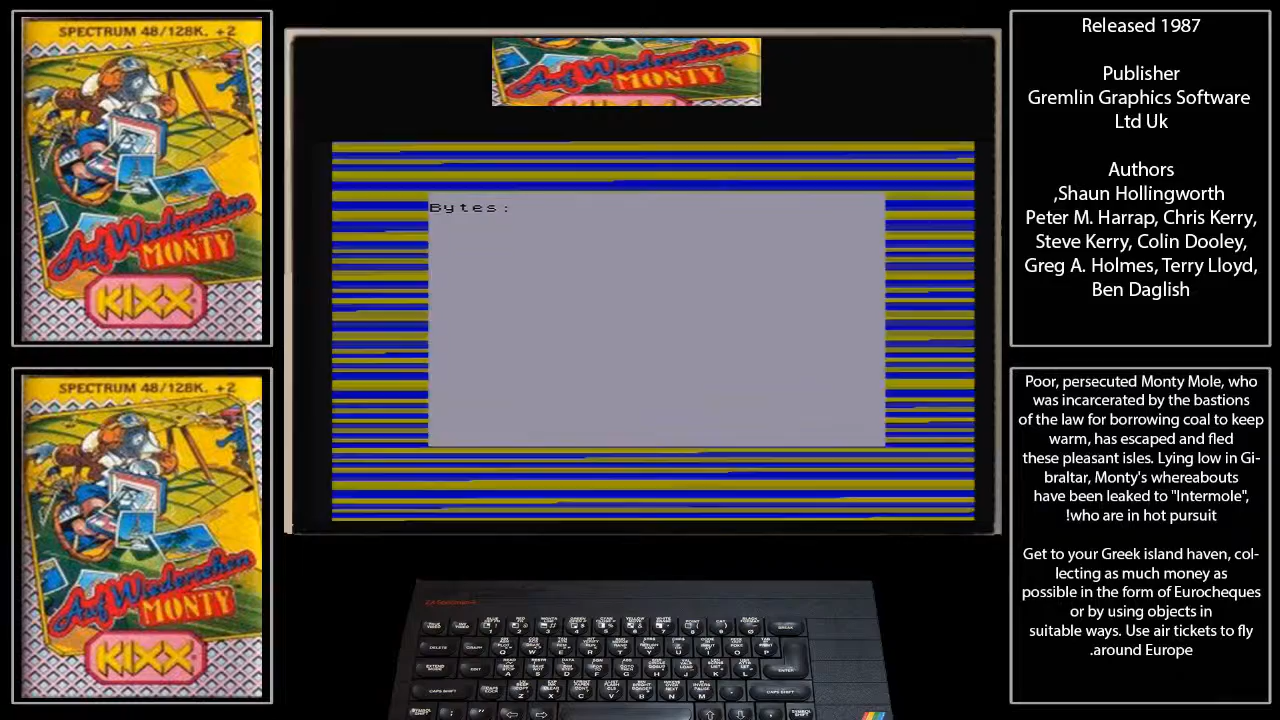 SPECTRUM 48/128K. +2
Auf Wiedersehen
MONTY
KIXX
SPECTRUM 48/128K. +2
Auf Wiedersehen
MONTY
KIXX
Auf Wiedersehen
MONTY
Bytes:
Released 1987
Publisher
Gremlin Graphics Software
Ltd Uk
Authors
,Shaun Hollingworth
Peter M. Harrap, Chris Kerry,
Steve Kerry, Colin Dooley,
Greg A. Holmes, Terry Lloyd,
Ben Daglish
Poor, persecuted Monty Mole, who
was incarcerated by the bastions
of the law for borrowing coal to keep
warm, has escaped and fled
these pleasant isles. Lying low in Gi-
braltar, Monty's whereabouts
have been leaked to "Intermole",
!who are in hot pursuit
Get to your Greek island haven, col-
lecting as much money as
possible in the form of Eurocheques
or by using objects in
suitable ways. Use air tickets to fly
.around Europe